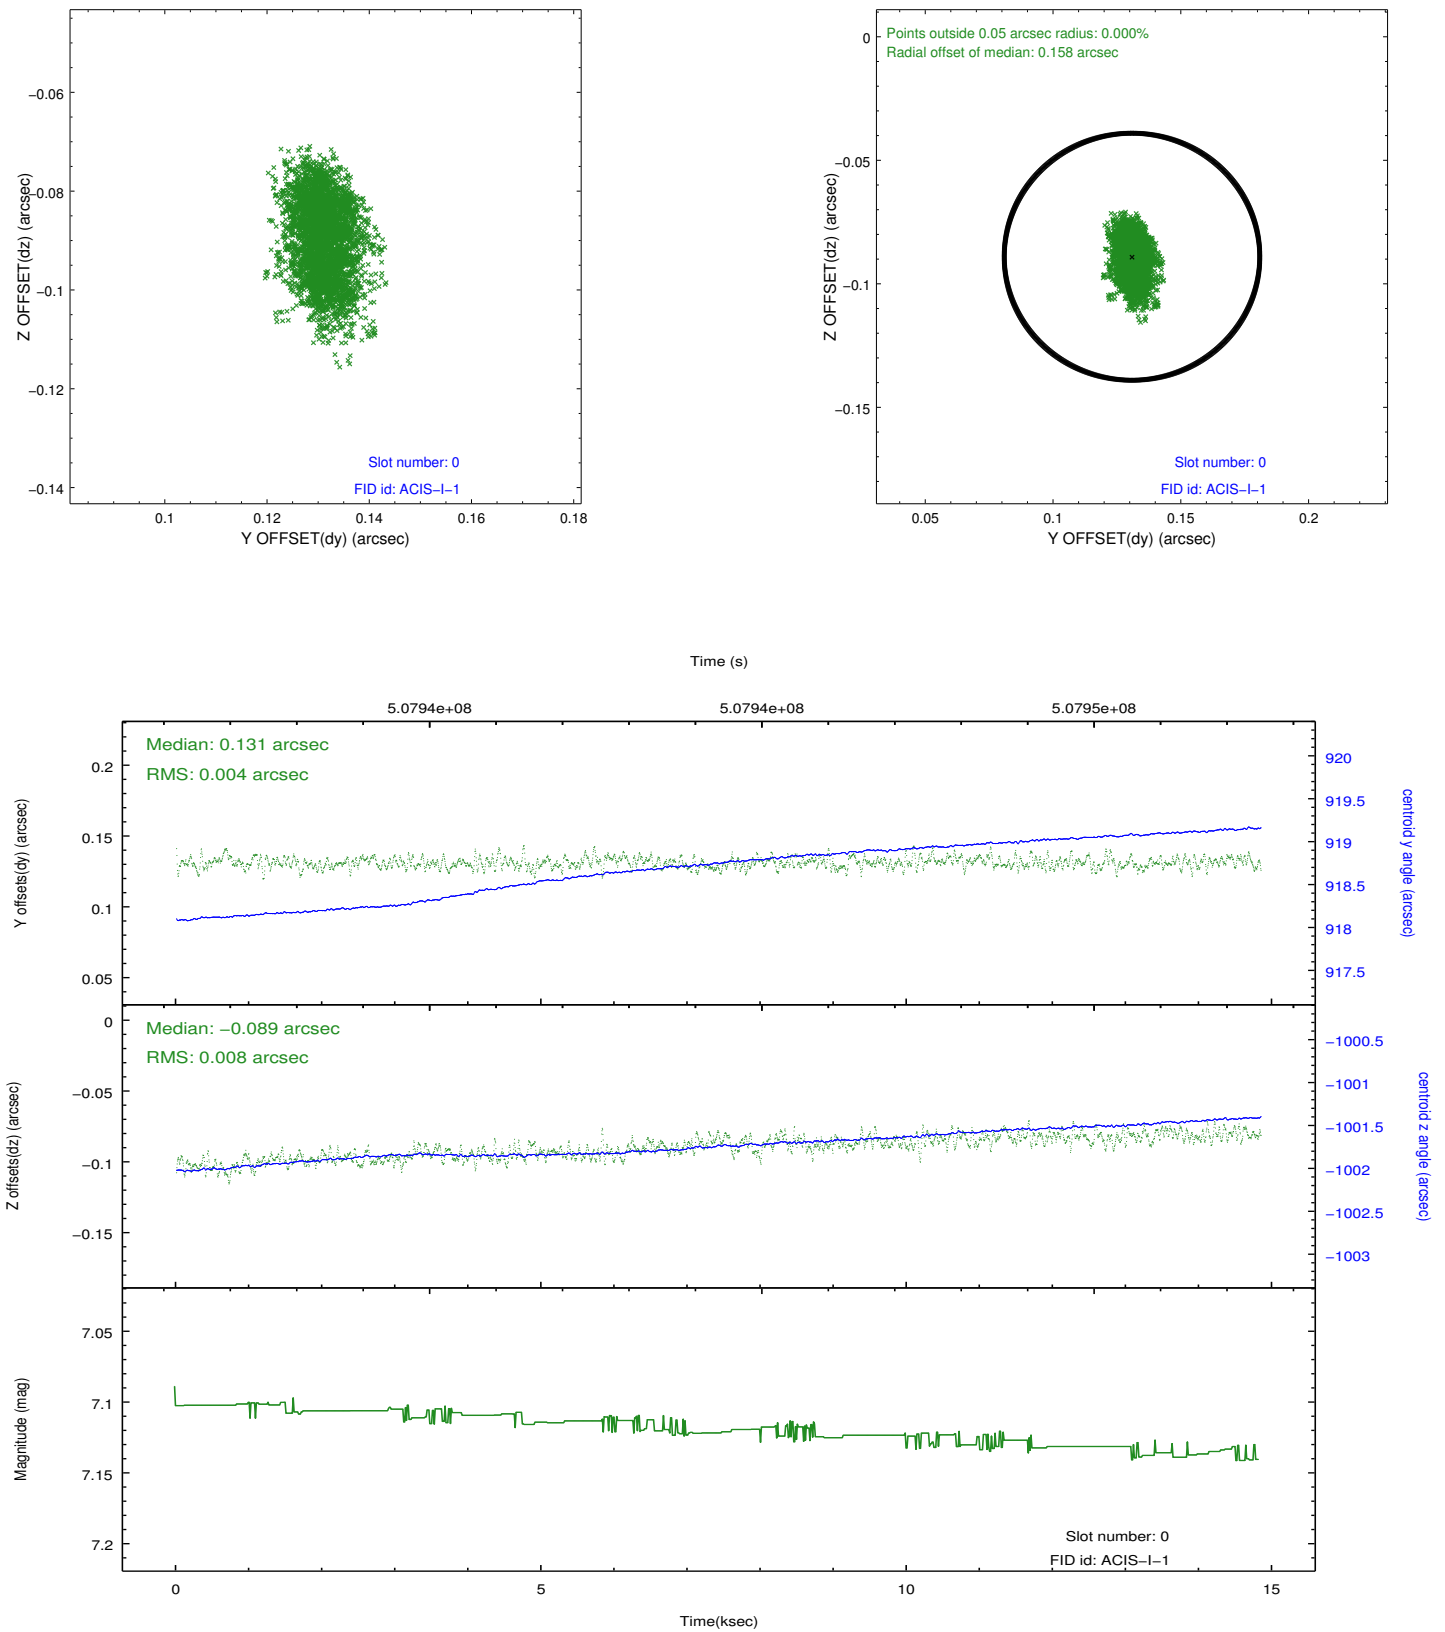 −0.06
−0.08
−0.1
−0.12
−0.14
Z OFFSET(dz) (arcsec)
0.1
0.12
0.14
0.16
0.18
Y OFFSET(dy) (arcsec)
Slot number: 0
FID id: ACIS−I−1
Points outside 0.05 arcsec radius: 0.000%
Radial offset of median: 0.158 arcsec
0
−0.05
−0.1
−0.15
Z OFFSET(dz) (arcsec)
0.05
0.1
0.15
0.2
Y OFFSET(dy) (arcsec)
Slot number: 0
FID id: ACIS−I−1
Time (s)
5.0794e+08
5.0794e+08
5.0795e+08
Median: 0.131 arcsec
RMS: 0.004 arcsec
0.2
0.15
0.1
0.05
Y offsets(dy) (arcsec)
920
919.5
919
918.5
918
917.5
centroid y angle (arcsec)
Median: −0.089 arcsec
RMS: 0.008 arcsec
0
−0.05
−0.1
−0.15
Z offsets(dz) (arcsec)
−1000.5
−1001
−1001.5
−1002
−1002.5
−1003
centroid z angle (arcsec)
7.05
7.1
7.15
7.2
Magnitude (mag)
Slot number: 0
FID id: ACIS−I−1
0
5
10
15
Time(ksec)